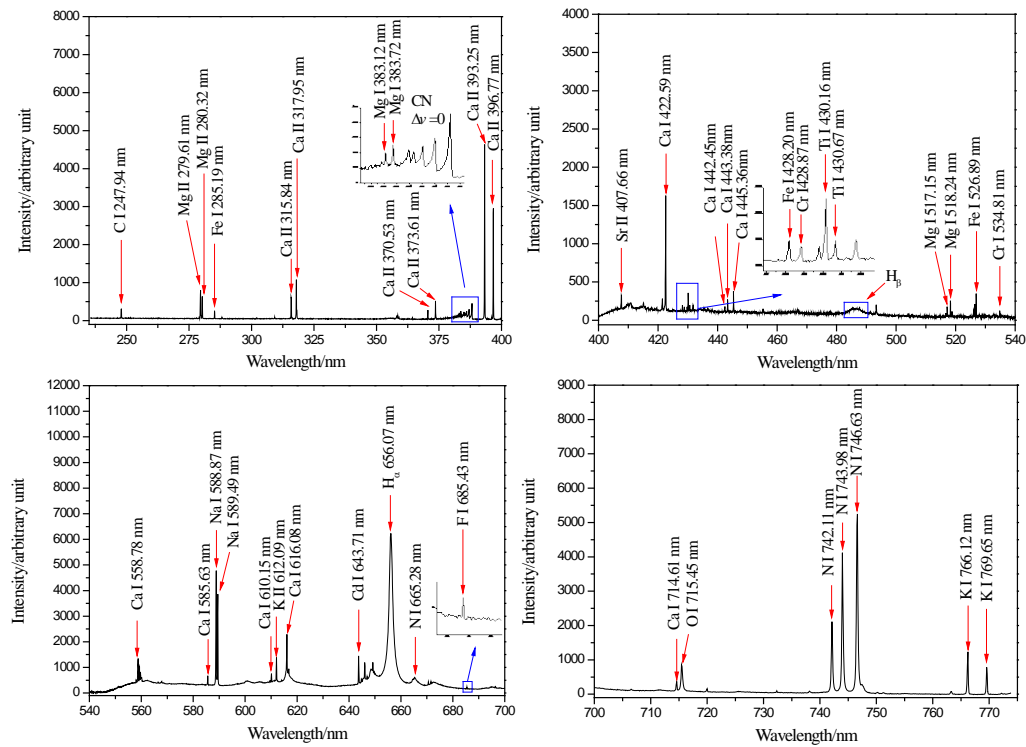 8000
7000
6000
5000
4000
3000
2000
1000
0
Intensity/arbitrary unit
250
275
300
325
350
375
400
Wavelength/nm
C I 247.94 nm
Mg II 279.61 nm
Mg II 280.32 nm
Fe I 285.19 nm
Ca II 315.84 nm
Ca II 317.95 nm
Mg I 383.12 nm
Mg I 383.72 nm
CN
Δν=0
Ca II 370.53 nm
Ca II 373.61 nm
Ca II 393.25 nm
Ca II 396.77 nm
4000
3500
3000
2500
2000
1500
1000
500
0
Intensity/arbitrary unit
400
420
440
460
480
500
520
540
Wavelength/nm
Sr II 407.66 nm
Ca I 422.59 nm
Ca I 442.45nm
Ca I 443.38nm
Ca I 445.36nm
Fe I 428.20 nm
Cr I428.87 nm
Ti I 430.16 nm
Ti I 430.67 nm
Hβ
Mg I 517.15 nm
Mg I 518.24 nm
Fe I 526.89 nm
Cr I 534.81 nm
12000
11000
10000
9000
8000
7000
6000
5000
4000
3000
2000
1000
0
Intensity/arbitrary unit
540
560
580
600
620
640
660
680
700
Wavelength/nm
Ca I 558.78 nm
Ca I 585.63 nm
Na I 588.87 nm
Na I 589.49 nm
Ca I 610.15 nm
K II 612.09 nm
Ca I 616.08 nm
Cd I 643.71 nm
Hα 656.07 nm
N I 665.28 nm
F I 685.43 nm
9000
8000
7000
6000
5000
4000
3000
2000
1000
0
Intensity/arbitrary unit
700
710
720
730
740
750
760
770
Wavelength/nm
Ca I 714.61 nm
O I 715.45 nm
N I 742.11 nm
N I 743.98 nm
N I 746.63 nm
K I 766.12 nm
K I 769.65 nm